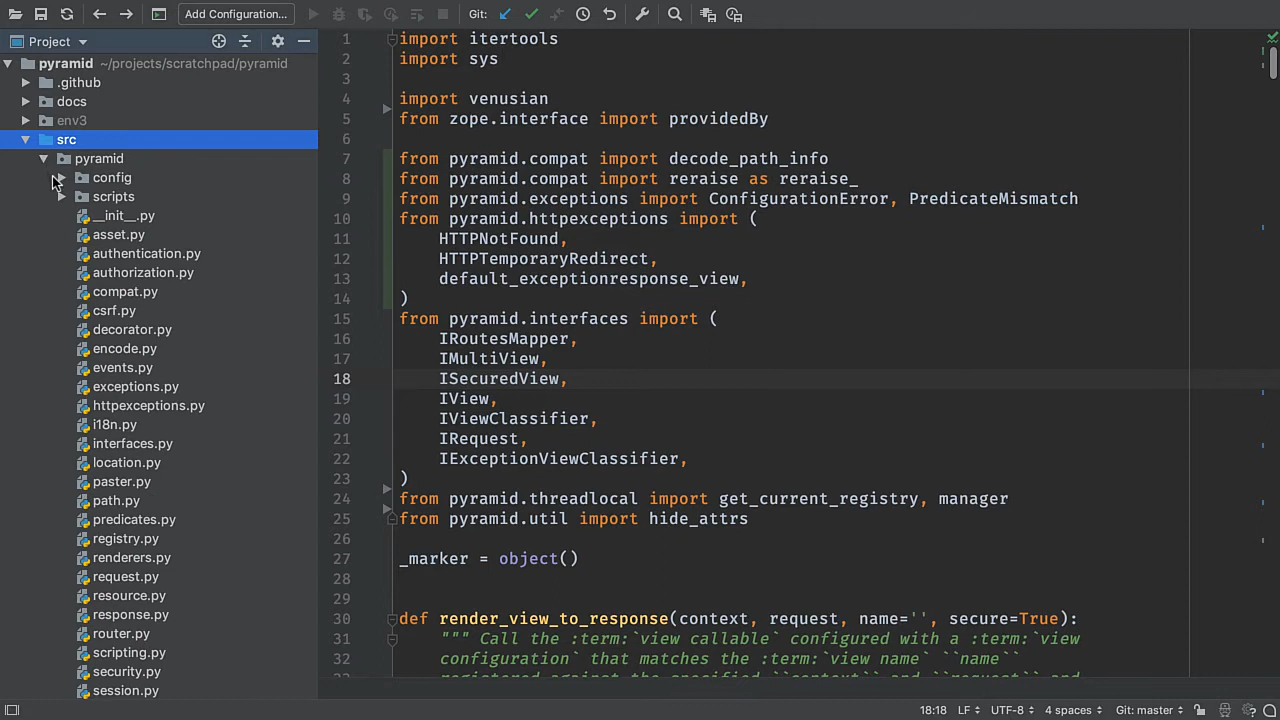 Add Configuration...
Git:
Project
pyramid ~/projects/scratchpad/pyramid
.github
docs
env3
src
pyramid
config
scripts
__init__.py
asset.py
authentication.py
authorization.py
compat.py
csrf.py
decorator.py
encode.py
events.py
exceptions.py
httpexceptions.py
i18n.py
interfaces.py
location.py
paster.py
path.py
predicates.py
registry.py
renderers.py
request.py
resource.py
response.py
router.py
scripting.py
security.py
session.py
1 import itertools
2 import sys
3
4 import venusian
5 from zope.interface import providedBy
6
7 from pyramid.compat import decode_path_info
8 from pyramid.compat import reraise as reraise_
9 from pyramid.exceptions import ConfigurationError, PredicateMismatch
10 from pyramid.httpexceptions import (
11 HTTPNotFound,
12 HTTPTemporaryRedirect,
13 default_exceptionresponse_view,
14 )
15 from pyramid.interfaces import (
16 IRoutesMapper,
17 IMultiView,
18 ISecuredView,
19 IView,
20 IViewClassifier,
21 IRequest,
22 IExceptionViewClassifier,
23 )
24 from pyramid.threadlocal import get_current_registry, manager
25 from pyramid.util import hide_attrs
26
27 _marker = object()
28
29
30 def render_view_to_response(context, request, name='', secure=True):
31 """ Call the :term:`view callable` configured with a :term:`view
32 configuration` that matches the :term:`view name` ``name``
registered against the specified ``context`` and ``request`` and
18:18 LF UTF-8 4 spaces Git: master